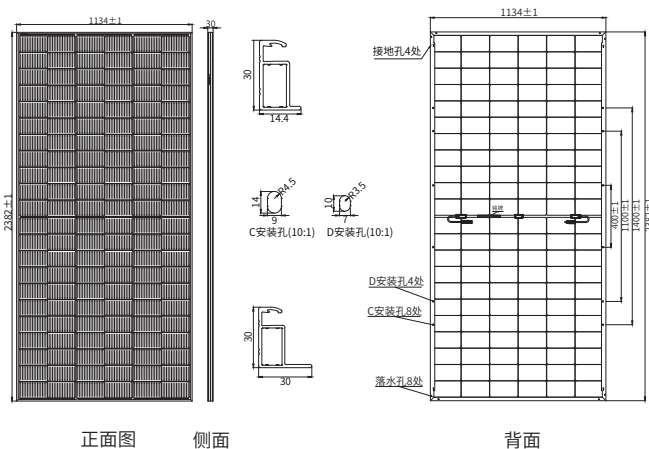 1134±1
30
1134±1
接地孔4处
30
14.4
2382±1
14
R4.5
9
C安装孔(10:1)
10
R3.5
7
D安装孔(10:1)
铭牌
400±1
1100±1
1400±1
D安装孔4处
C安装孔8处
30
30
落水孔8处
正面图
侧面
背面